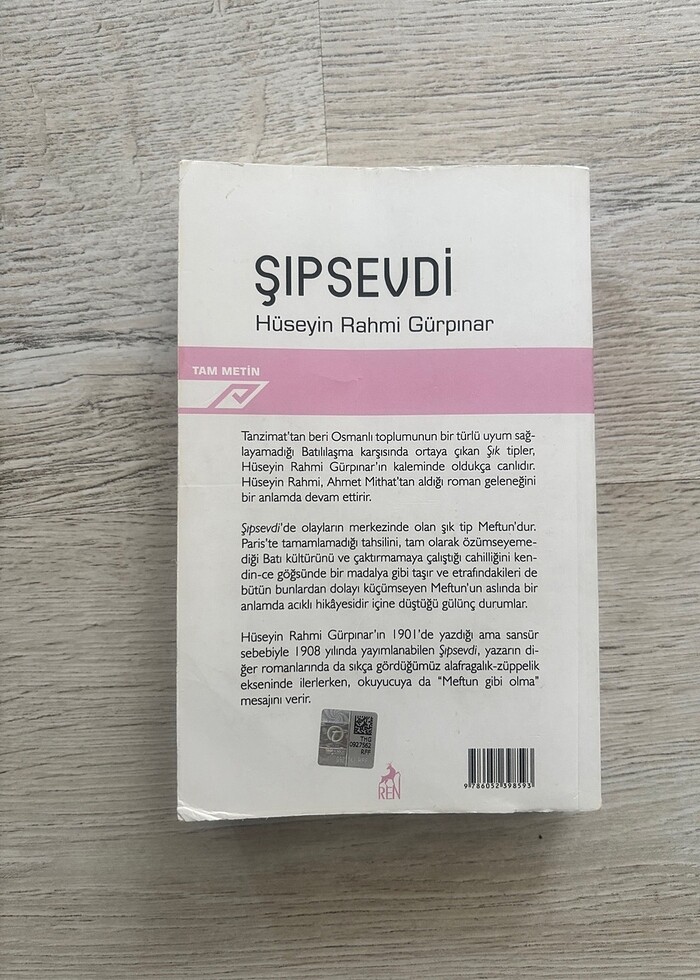 ŞIPSEVDİ
Hüseyin Rahmi Gürpınar
TAM METİN
Tanzimat'tan beri Osmanlı toplumunun bir türlü uyum sağ-
layamadığı Batılılaşma karşısında ortaya çıkan Şık tipler,
Hüseyin Rahmi Gürpınar'ın kaleminde oldukça canlıdır.
Hüseyin Rahmi, Ahmet Mithat'tan aldığı roman geleneğini
bir anlamda devam ettirir.
Şıpsevdi'de olayların merkezinde olan şık tip Meftun'dur.
Paris'te tamamlamadığı tahsilini, tam olarak özümseyeme-
diği Batı kültürünü ve çaktırmamaya çalıştığı cahilliğini ken-
din-ce göğsünde bir madalya gibi taşır ve etrafındakileri de
bütün bunlardan dolayı küçümseyen Meftun'un aslında bir
anlamda acıklı hikâyesidir içine düştüğü gülünç durumlar.
Hüseyin Rahmi Gürpınar'ın 1901'de yazdığı ama sansür
sebebiyle 1908 yılında yayımlanabilen Şıpsevdi, yazarın di-
ğer romanlarında da sıkça gördüğümüz alafragalık-züppelik
ekseninde ilerlerken, okuyucuya da "Meftun gibi olma"
mesajını verir.
THG
0927562
RFF
REN
9 786052 398593